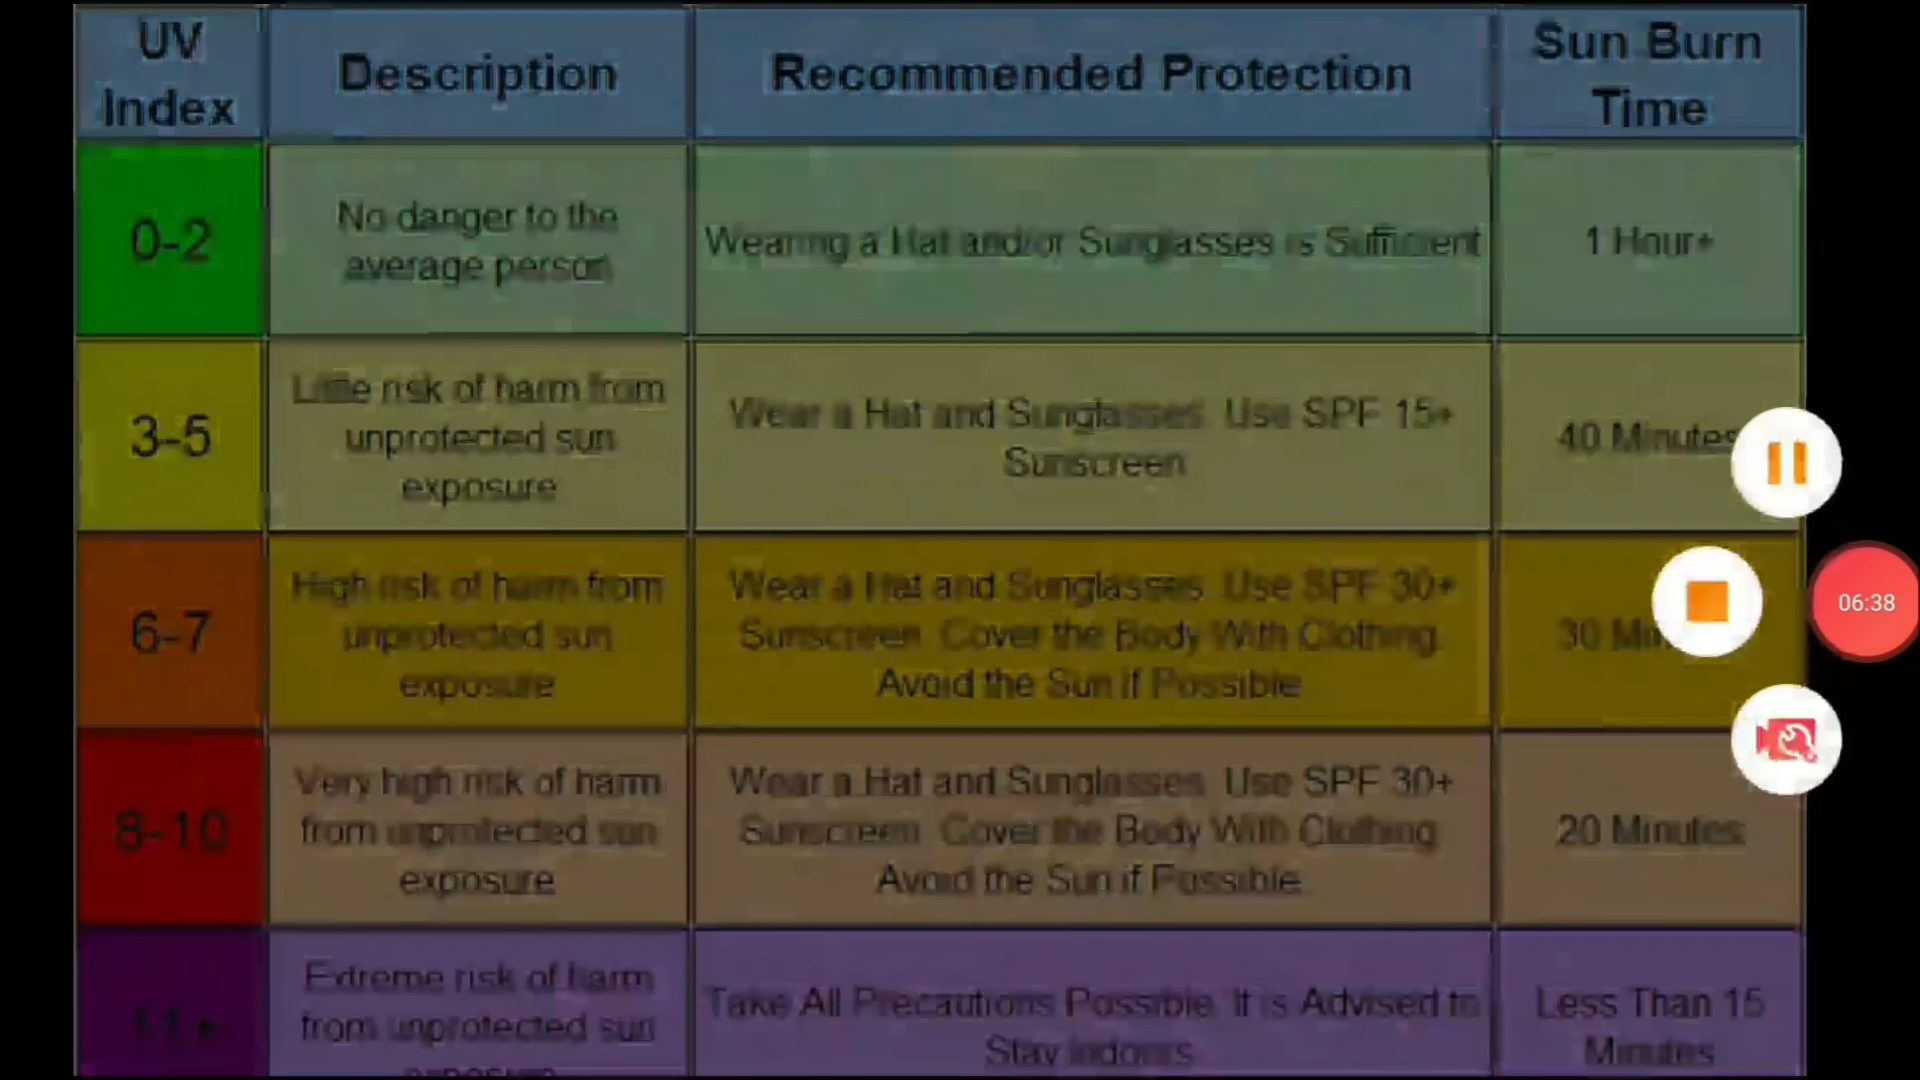 UV
Index
Description
Recommended Protection
Sun Burn
Time
0-2
No danger to the
average person
Wearing a Hat and/or Sunglasses is Sufficient
1 Hour+
3-5
Little risk of harm from
unprotected sun
exposure
Wear a Hat and Sunglasses. Use SPF 15+
Sunscreen
40 Minutes
6-7
High risk of harm from
unprotected sun
exposure
Wear a Hat and Sunglasses. Use SPF 30+
Sunscreen. Cover the Body With Clothing.
Avoid the Sun if Possible.
30
06:38
8-10
Very high risk of harm
from unprotected sun
exposure
Wear a Hat and Sunglasses. Use SPF 30+
Sunscreen. Cover the Body With Clothing.
Avoid the Sun if Possible.
20 Minutes
11+
Extreme risk of harm
from unprotected sun
exposure
Take All Precautions Possible. It is Advised to
Stay Indoors.
Less Than 15
Minutes